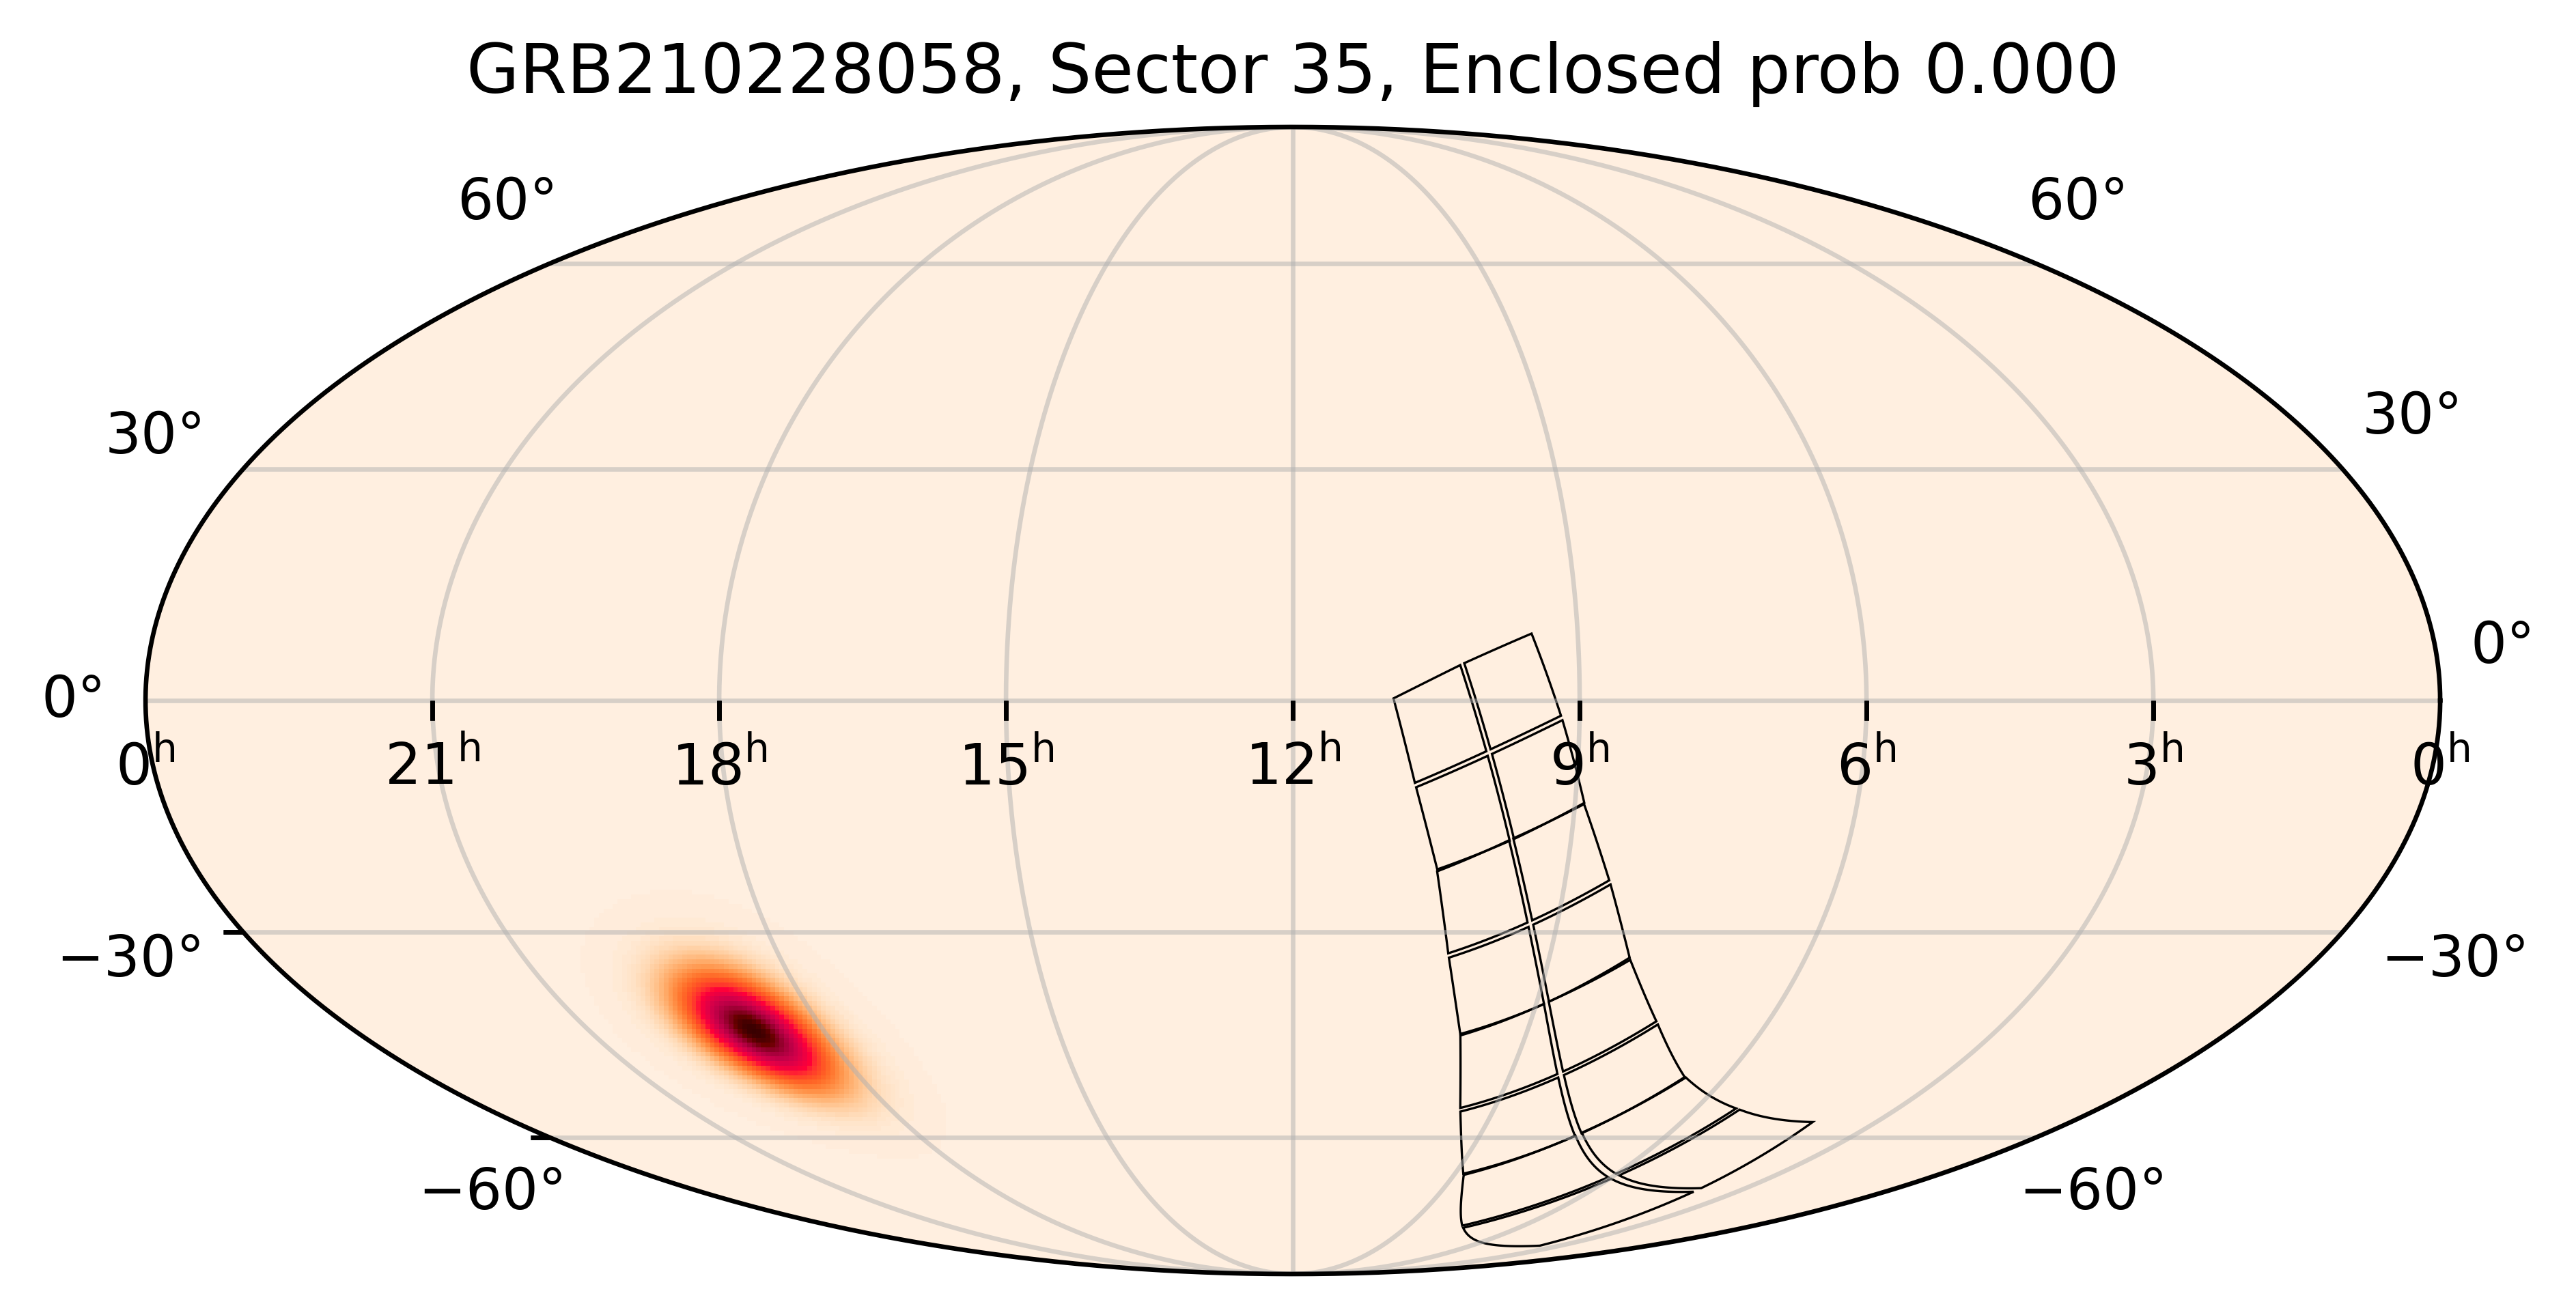 GRB210228058, Sector 35, Enclosed prob 0.000
60° 60°
30° 30°
0° 0°
0h 21h 18h 15h 12h 9h 6h 3h 0h
−30° −30°
−60° −60°